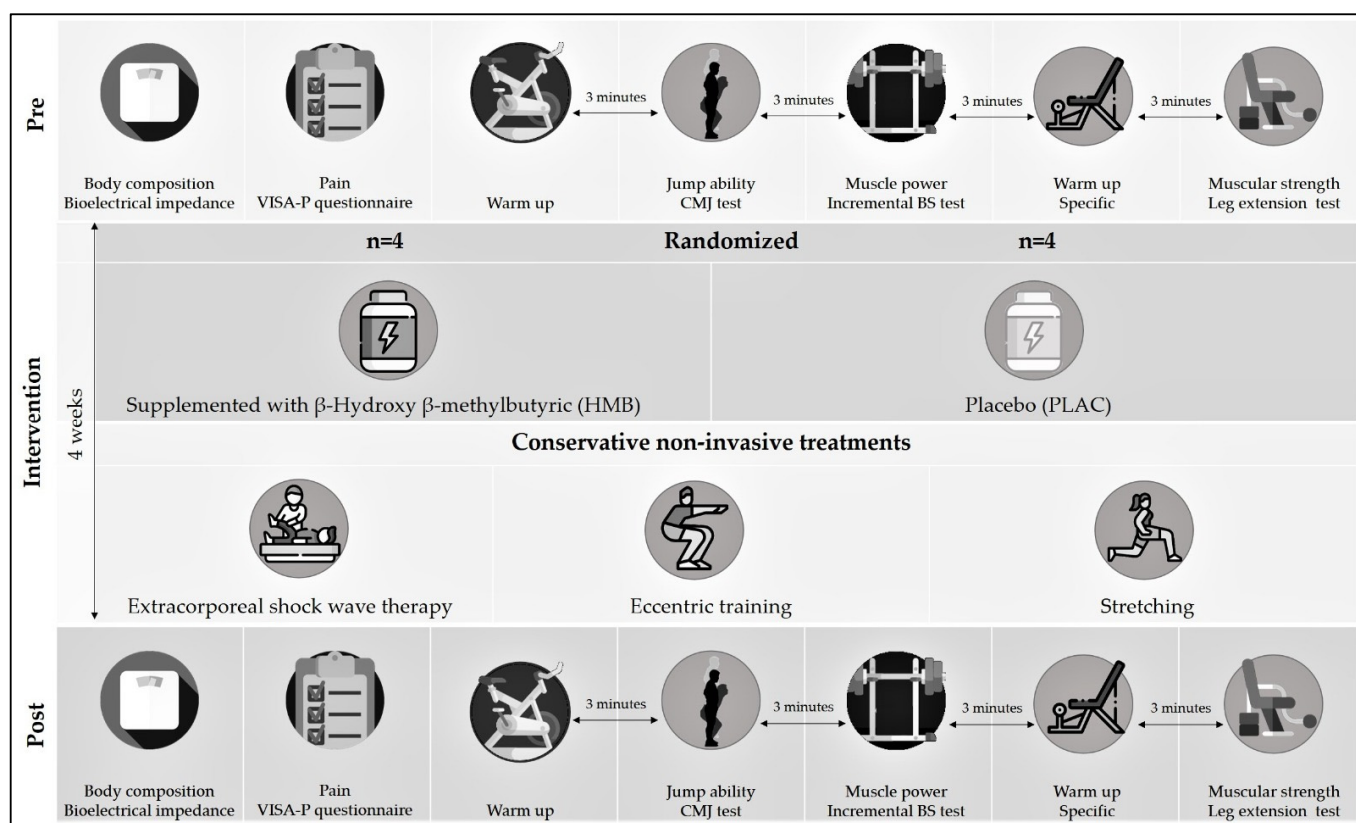 Pre
3 minutes
3 minutes
3 minutes
3 minutes
Body composition
Bioelectrical impedance
Pain
VISA-P questionnaire
Warm up
Jump ability
CMJ test
Muscle power
Incremental BS test
Warm up
Specific
Muscular strength
Leg extension test
Intervention
4 weeks
n=4
Randomized
n=4
Supplemented with β-Hydroxy β-methylbutyric (HMB)
Placebo (PLAC)
Conservative non-invasive treatments
Extracorporeal shock wave therapy
Eccentric training
Stretching
Post
3 minutes
3 minutes
3 minutes
3 minutes
Body composition
Bioelectrical impedance
Pain
VISA-P questionnaire
Warm up
Jump ability
CMJ test
Muscle power
Incremental BS test
Warm up
Specific
Muscular strength
Leg extension test